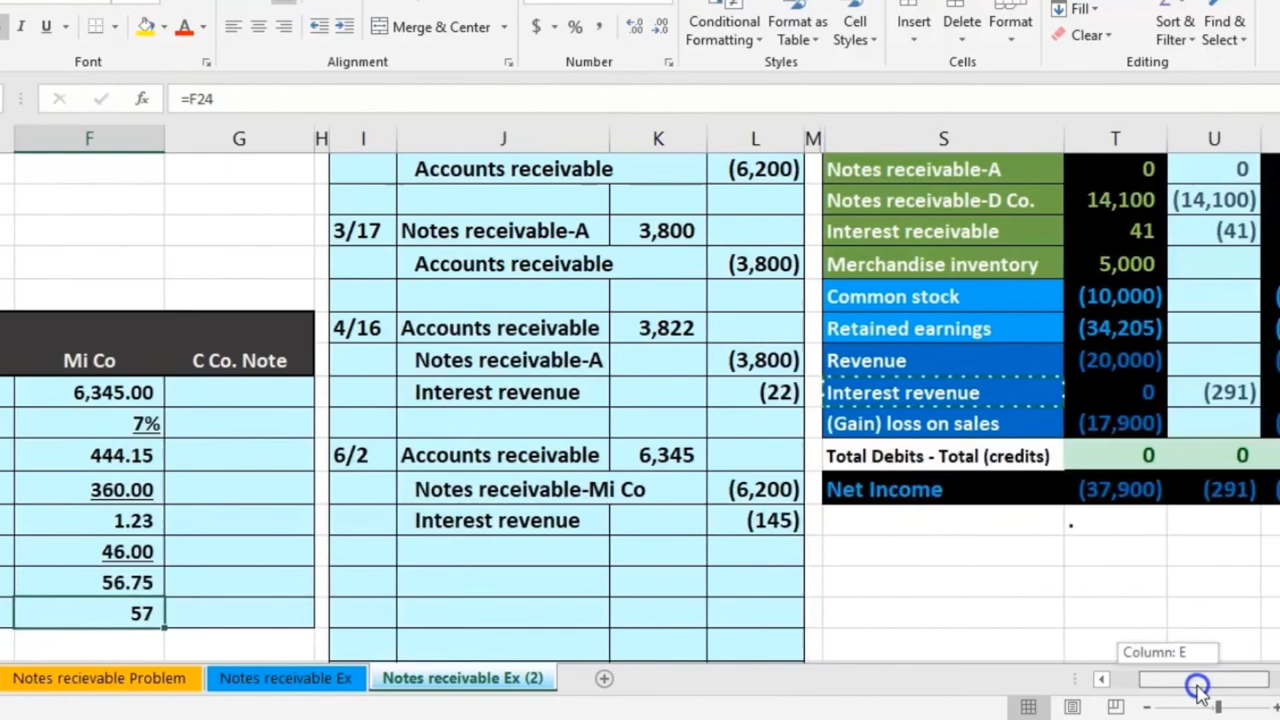 I U A Merge & Center $ % , Conditional Format as Cell Insert Delete Format Fill Sort & Find &
Formatting Table Styles Clear Filter Select
Font Alignment Number Styles Cells Editing
fx =F24
F G H I J K L M S T U
Accounts receivable (6,200) Notes receivable-A 0 0
Notes receivable-D Co. 14,100 (14,100)
3/17 Notes receivable-A 3,800 Interest receivable 41 (41)
Accounts receivable (3,800) Merchandise inventory 5,000
Common stock (10,000)
4/16 Accounts receivable 3,822 Retained earnings (34,205)
Mi Co C Co. Note Notes receivable-A (3,800) Revenue (20,000)
6,345.00 Interest revenue (22) Interest revenue 0 (291)
7% (Gain) loss on sales (17,900)
444.15 6/2 Accounts receivable 6,345 Total Debits - Total (credits) 0 0
360.00 Notes receivable-Mi Co (6,200) Net Income (37,900) (291)
1.23 Interest revenue (145) .
46.00
56.75
57
Column: E
Notes recievable Problem Notes receivable Ex Notes receivable Ex (2)